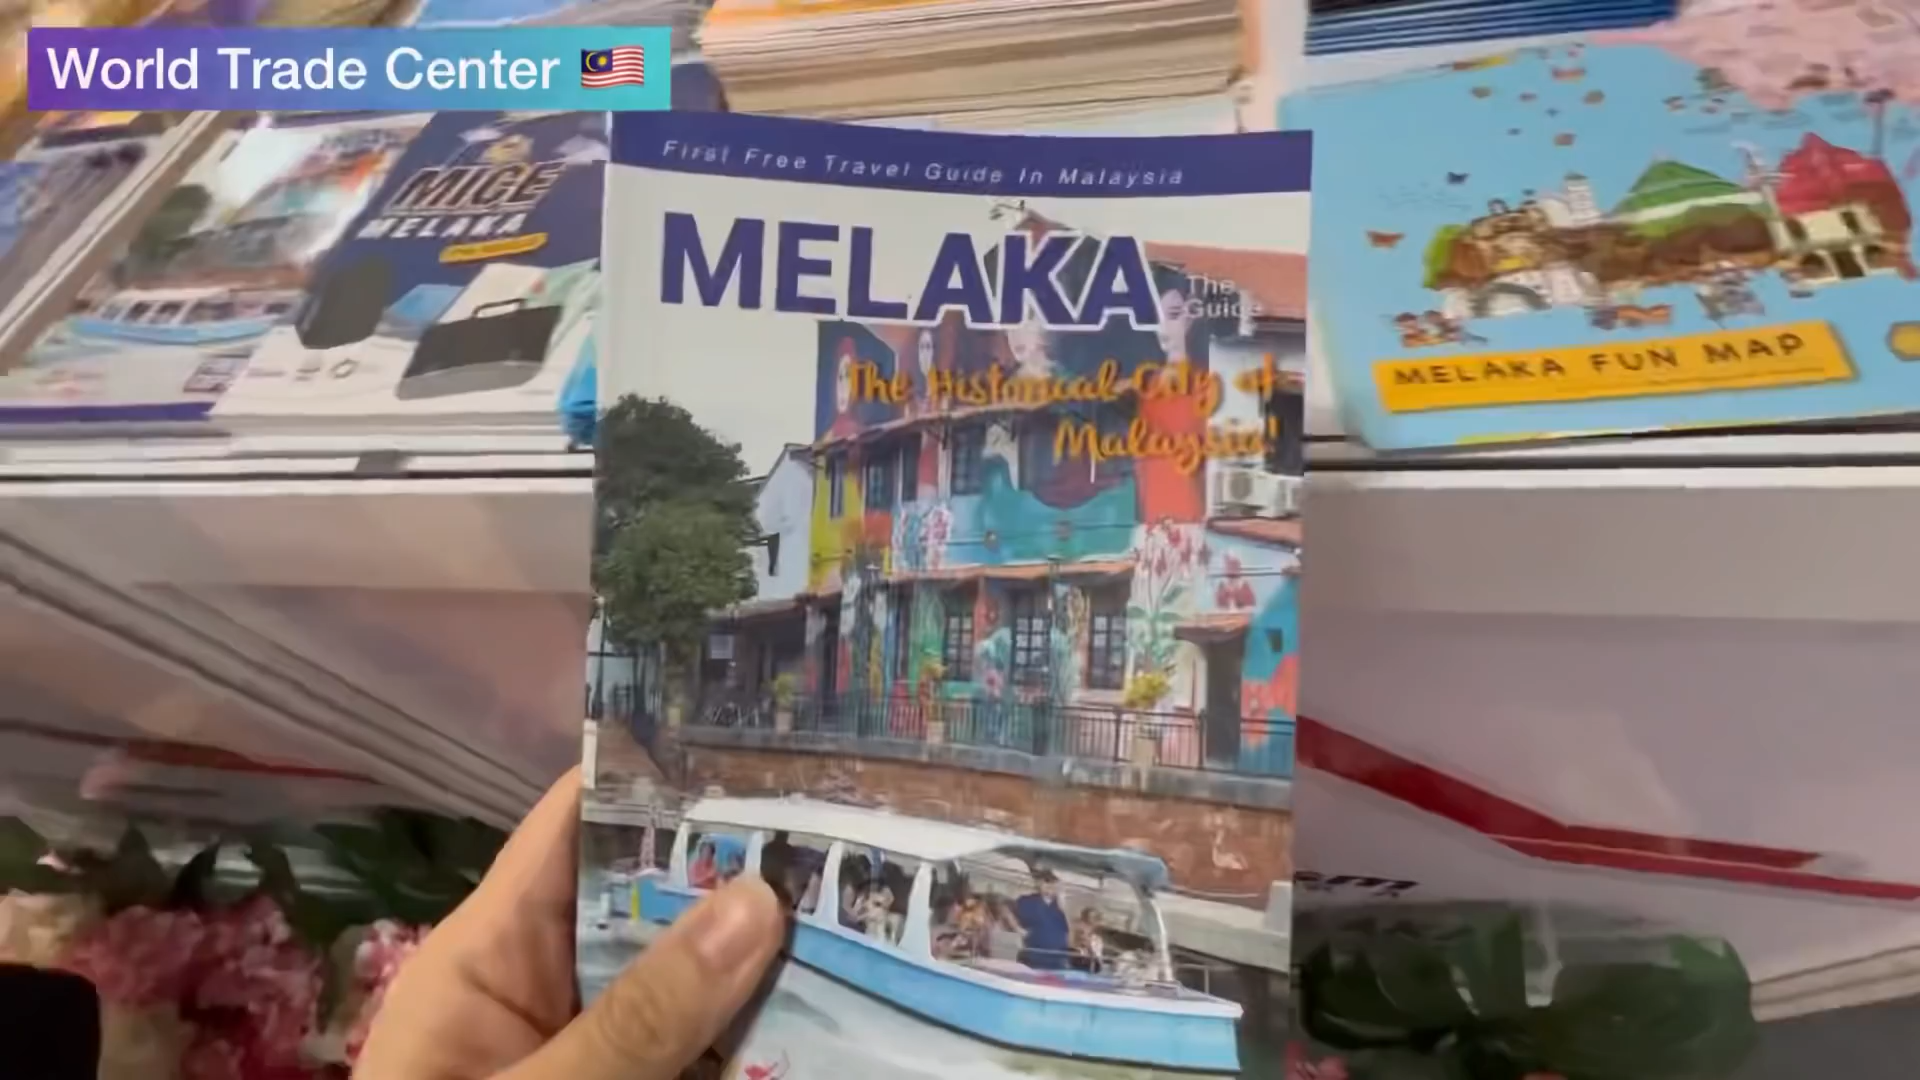 World Trade Center
First Free Travel Guide In Malaysia
MELAKA
The
Guide
The Historical City of
Malaysia!
MICE
MELAKA
MELAKA FUN MAP